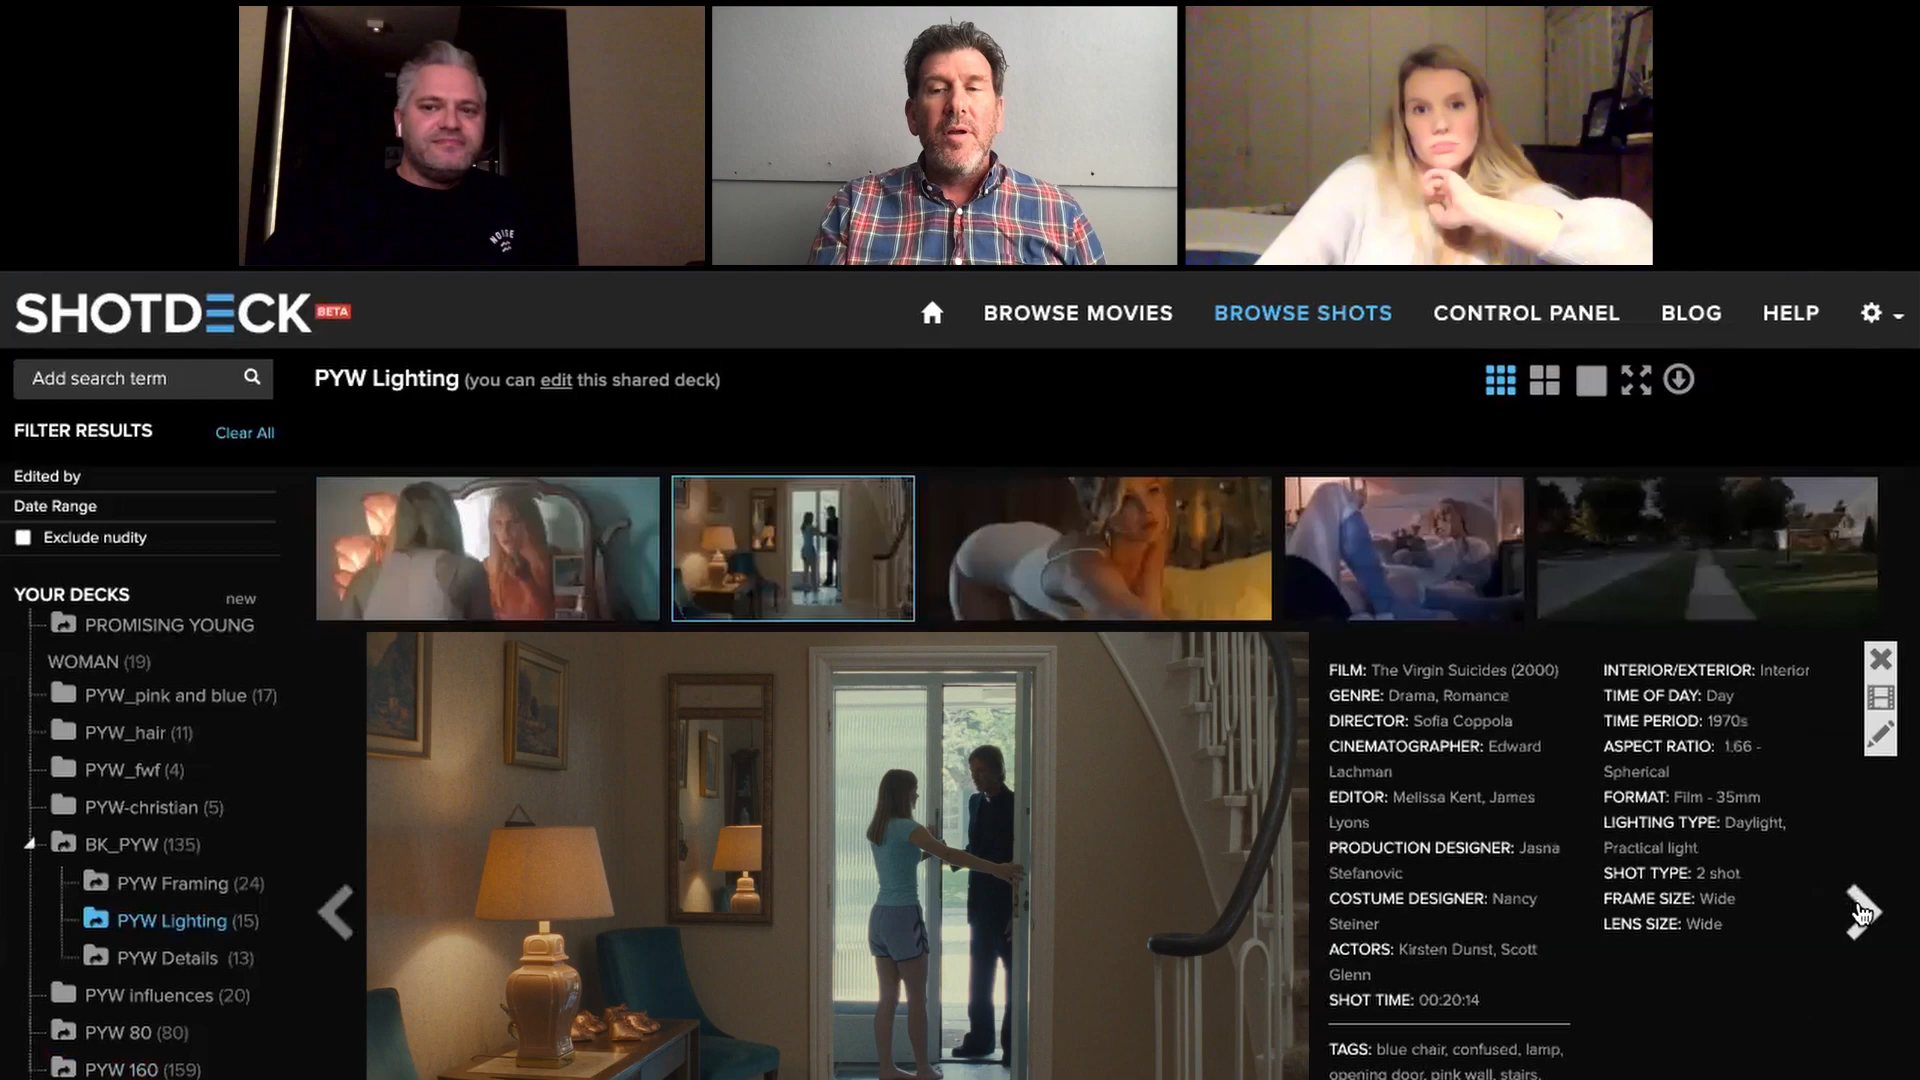 NOISE
SHOTDECK BETA
BROWSE MOVIES
BROWSE SHOTS
CONTROL PANEL
BLOG
HELP
Add search term
PYW Lighting (you can edit this shared deck)
FILTER RESULTS
Clear All
Edited by
Date Range
Exclude nudity
YOUR DECKS
new
PROMISING YOUNG
WOMAN (19)
PYW_pink and blue (17)
PYW_hair (11)
PYW_fwf (4)
PYW-christian (5)
BK_PYW (135)
PYW Framing (24)
PYW Lighting (15)
PYW Details (13)
PYW influences (20)
PYW 80 (80)
PYW 160 (159)
FILM: The Virgin Suicides (2000)
GENRE: Drama, Romance
DIRECTOR: Sofia Coppola
CINEMATOGRAPHER: Edward
Lachman
EDITOR: Melissa Kent, James
Lyons
PRODUCTION DESIGNER: Jasna
Stefanovic
COSTUME DESIGNER: Nancy
Steiner
ACTORS: Kirsten Dunst, Scott
Glenn
SHOT TIME: 00:20:14
TAGS: blue chair, confused, lamp,
opening door, pink wall, stairs,
INTERIOR/EXTERIOR: Interior
TIME OF DAY: Day
TIME PERIOD: 1970s
ASPECT RATIO: 1.66 -
Spherical
FORMAT: Film - 35mm
LIGHTING TYPE: Daylight,
Practical light
SHOT TYPE: 2 shot
FRAME SIZE: Wide
LENS SIZE: Wide